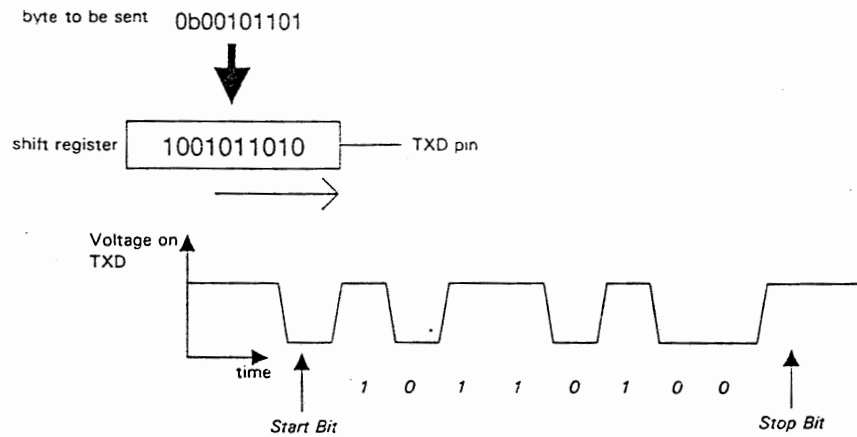 byte to be sent 0b00101101
shift register 1001011010 TXD pin
Voltage on
TXD
time
1 0 1 1 0 1 0 0
Start Bit Stop Bit